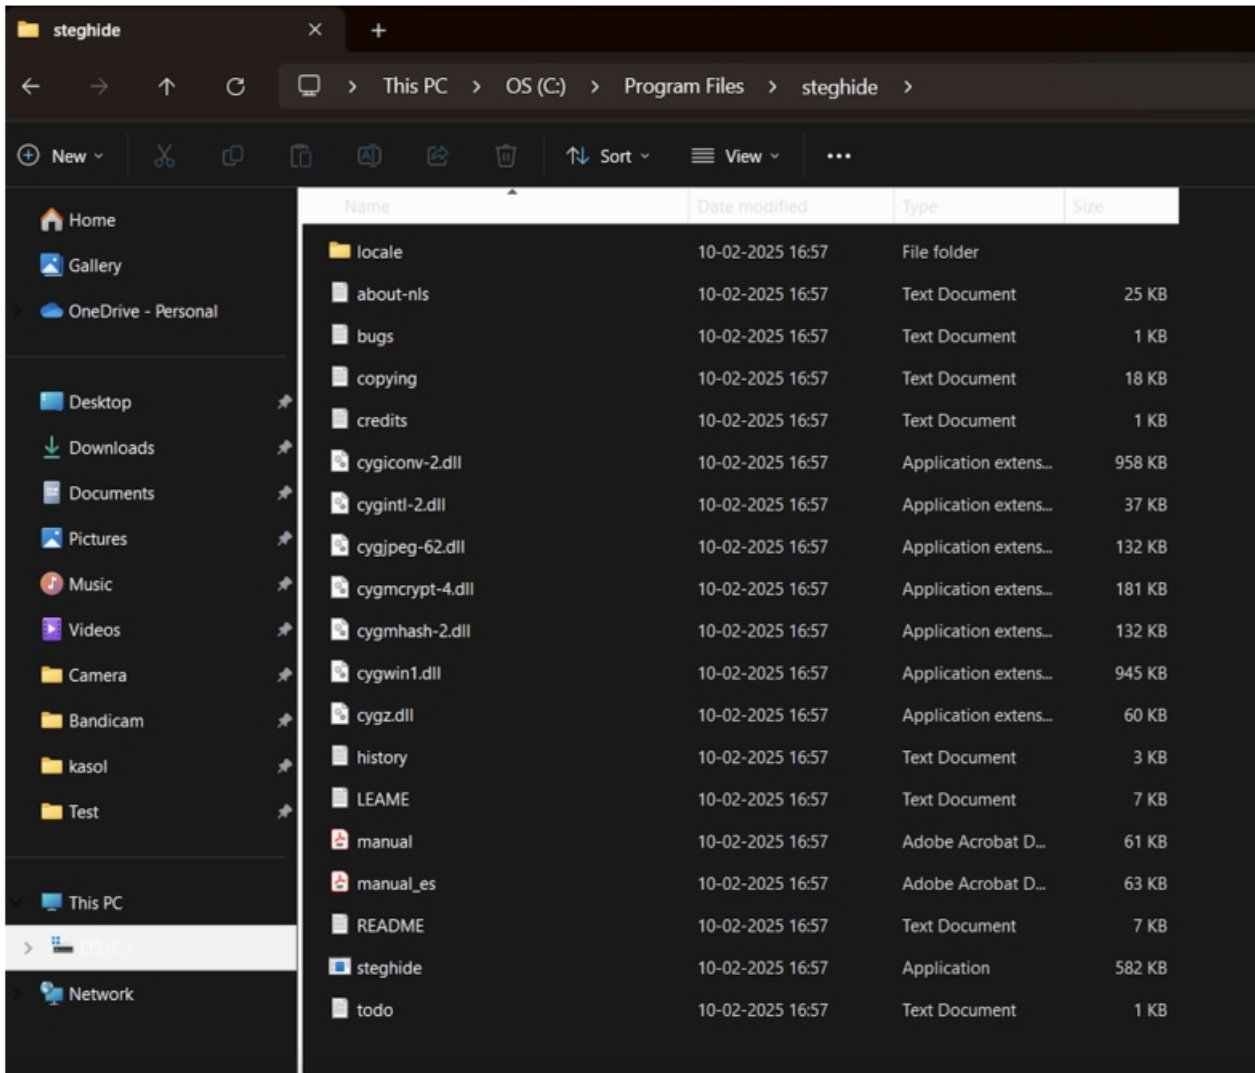 steghide
This PC > OS (C:) > Program Files > steghide >
New Sort View
Home
Gallery
OneDrive - Personal
Desktop
Downloads
Documents
Pictures
Music
Videos
Camera
Bandicam
kasol
Test
This PC
OS (C:)
Network
Name Date modified Type Size
locale 10-02-2025 16:57 File folder
about-nls 10-02-2025 16:57 Text Document 25 KB
bugs 10-02-2025 16:57 Text Document 1 KB
copying 10-02-2025 16:57 Text Document 18 KB
credits 10-02-2025 16:57 Text Document 1 KB
cygiconv-2.dll 10-02-2025 16:57 Application extens... 958 KB
cygintl-2.dll 10-02-2025 16:57 Application extens... 37 KB
cygjpeg-62.dll 10-02-2025 16:57 Application extens... 132 KB
cygmcrypt-4.dll 10-02-2025 16:57 Application extens... 181 KB
cygmhash-2.dll 10-02-2025 16:57 Application extens... 132 KB
cygwin1.dll 10-02-2025 16:57 Application extens... 945 KB
cygz.dll 10-02-2025 16:57 Application extens... 60 KB
history 10-02-2025 16:57 Text Document 3 KB
LEAME 10-02-2025 16:57 Text Document 7 KB
manual 10-02-2025 16:57 Adobe Acrobat D... 61 KB
manual_es 10-02-2025 16:57 Adobe Acrobat D... 63 KB
README 10-02-2025 16:57 Text Document 7 KB
steghide 10-02-2025 16:57 Application 582 KB
todo 10-02-2025 16:57 Text Document 1 KB